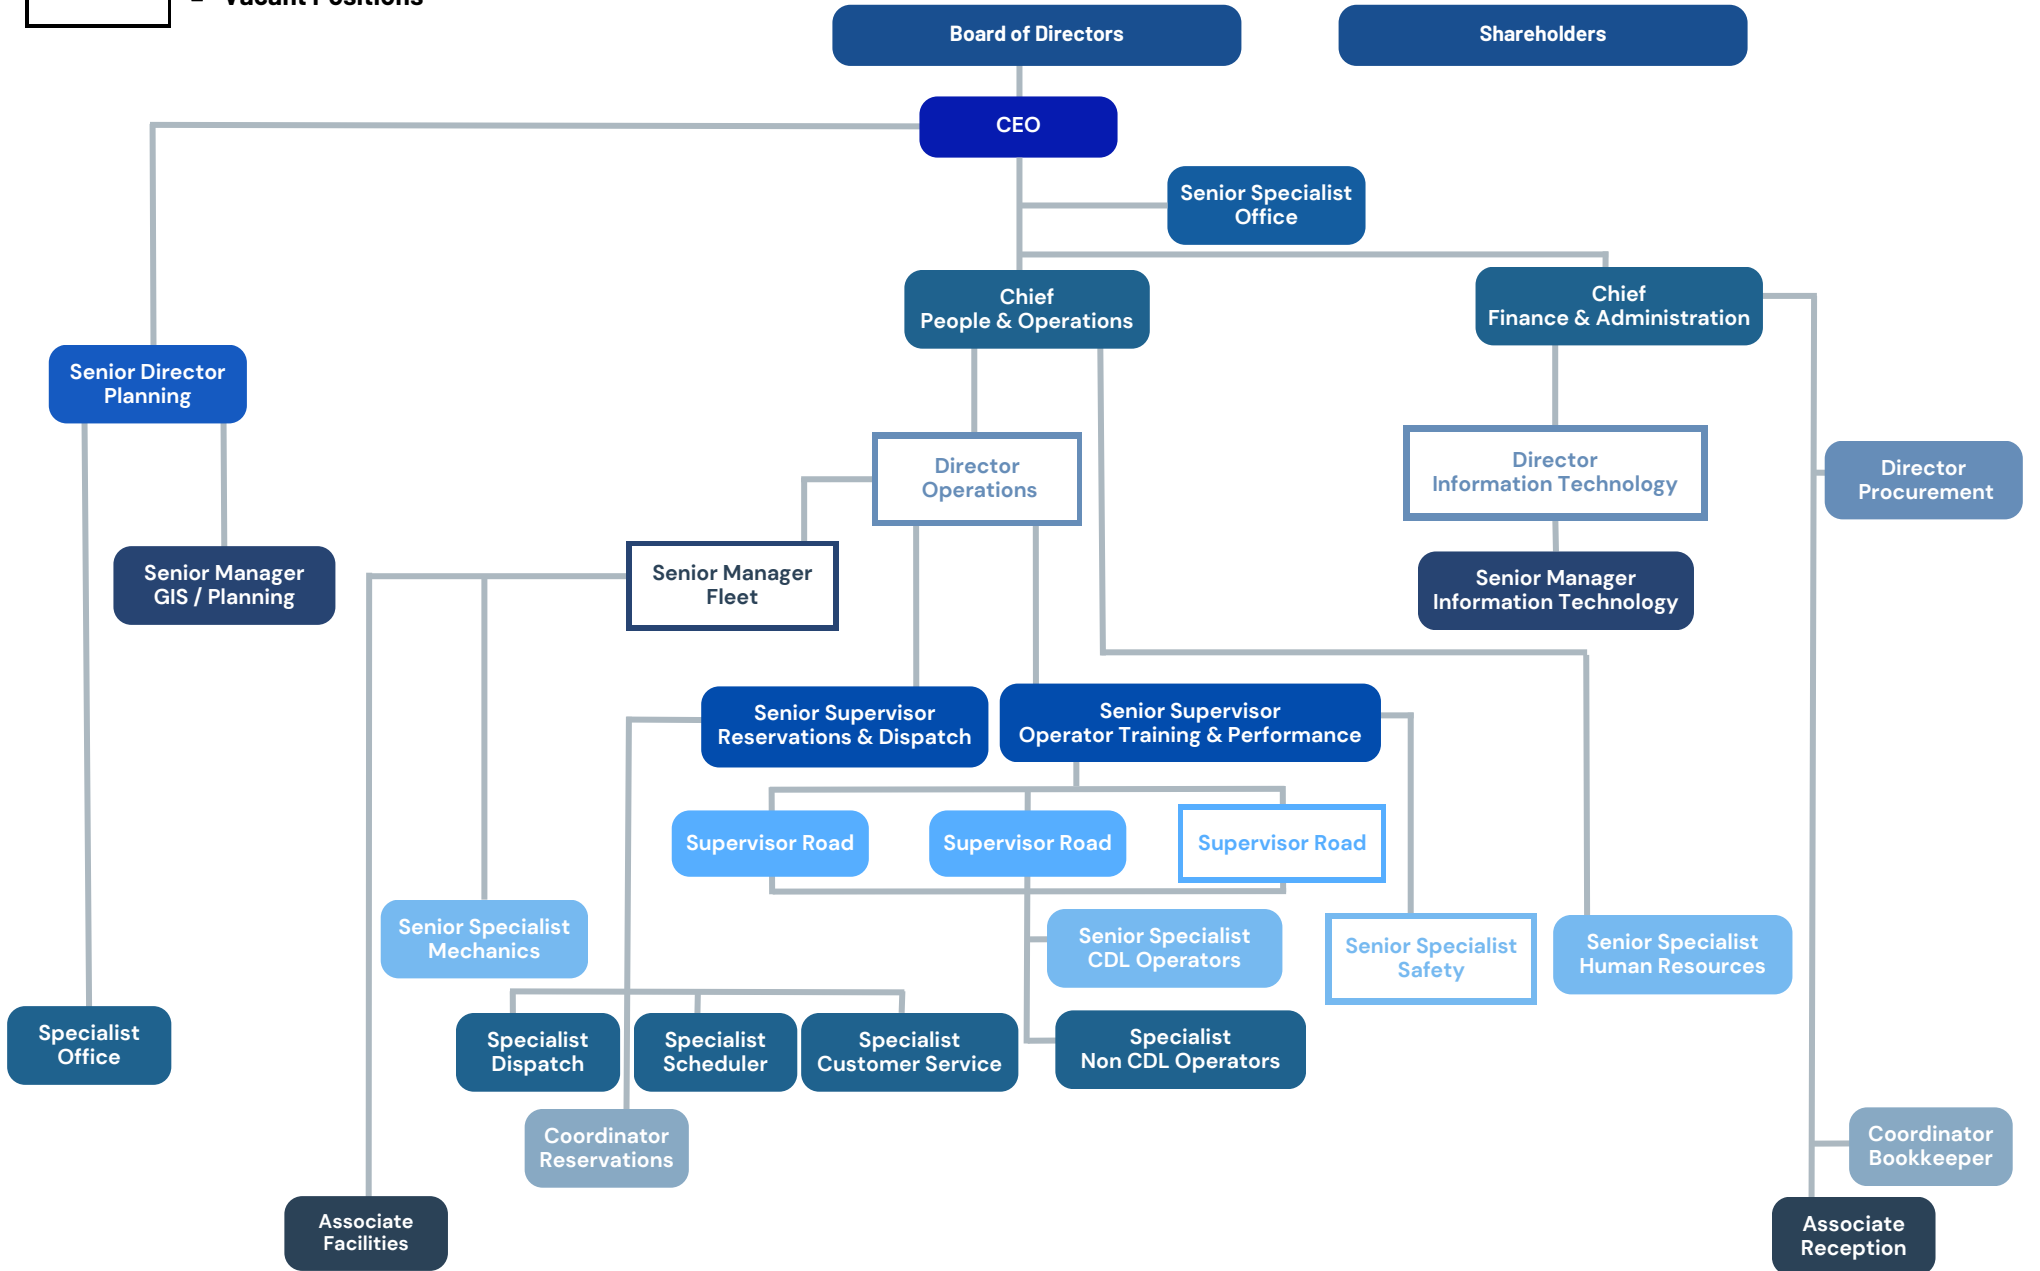 = Vacant Positions
Board of Directors
Shareholders
CEO
Senior Specialist
Office
Chief
People & Operations
Chief
Finance & Administration
Senior Director
Planning
Director
Operations
Director
Information Technology
Director
Procurement
Senior Manager
GIS / Planning
Senior Manager
Fleet
Senior Manager
Information Technology
Senior Supervisor
Reservations & Dispatch
Senior Supervisor
Operator Training & Performance
Supervisor Road
Supervisor Road
Supervisor Road
Senior Specialist
Mechanics
Senior Specialist
CDL Operators
Senior Specialist
Safety
Senior Specialist
Human Resources
Specialist
Office
Specialist
Dispatch
Specialist
Scheduler
Specialist
Customer Service
Specialist
Non CDL Operators
Coordinator
Reservations
Coordinator
Bookkeeper
Associate
Facilities
Associate
Reception